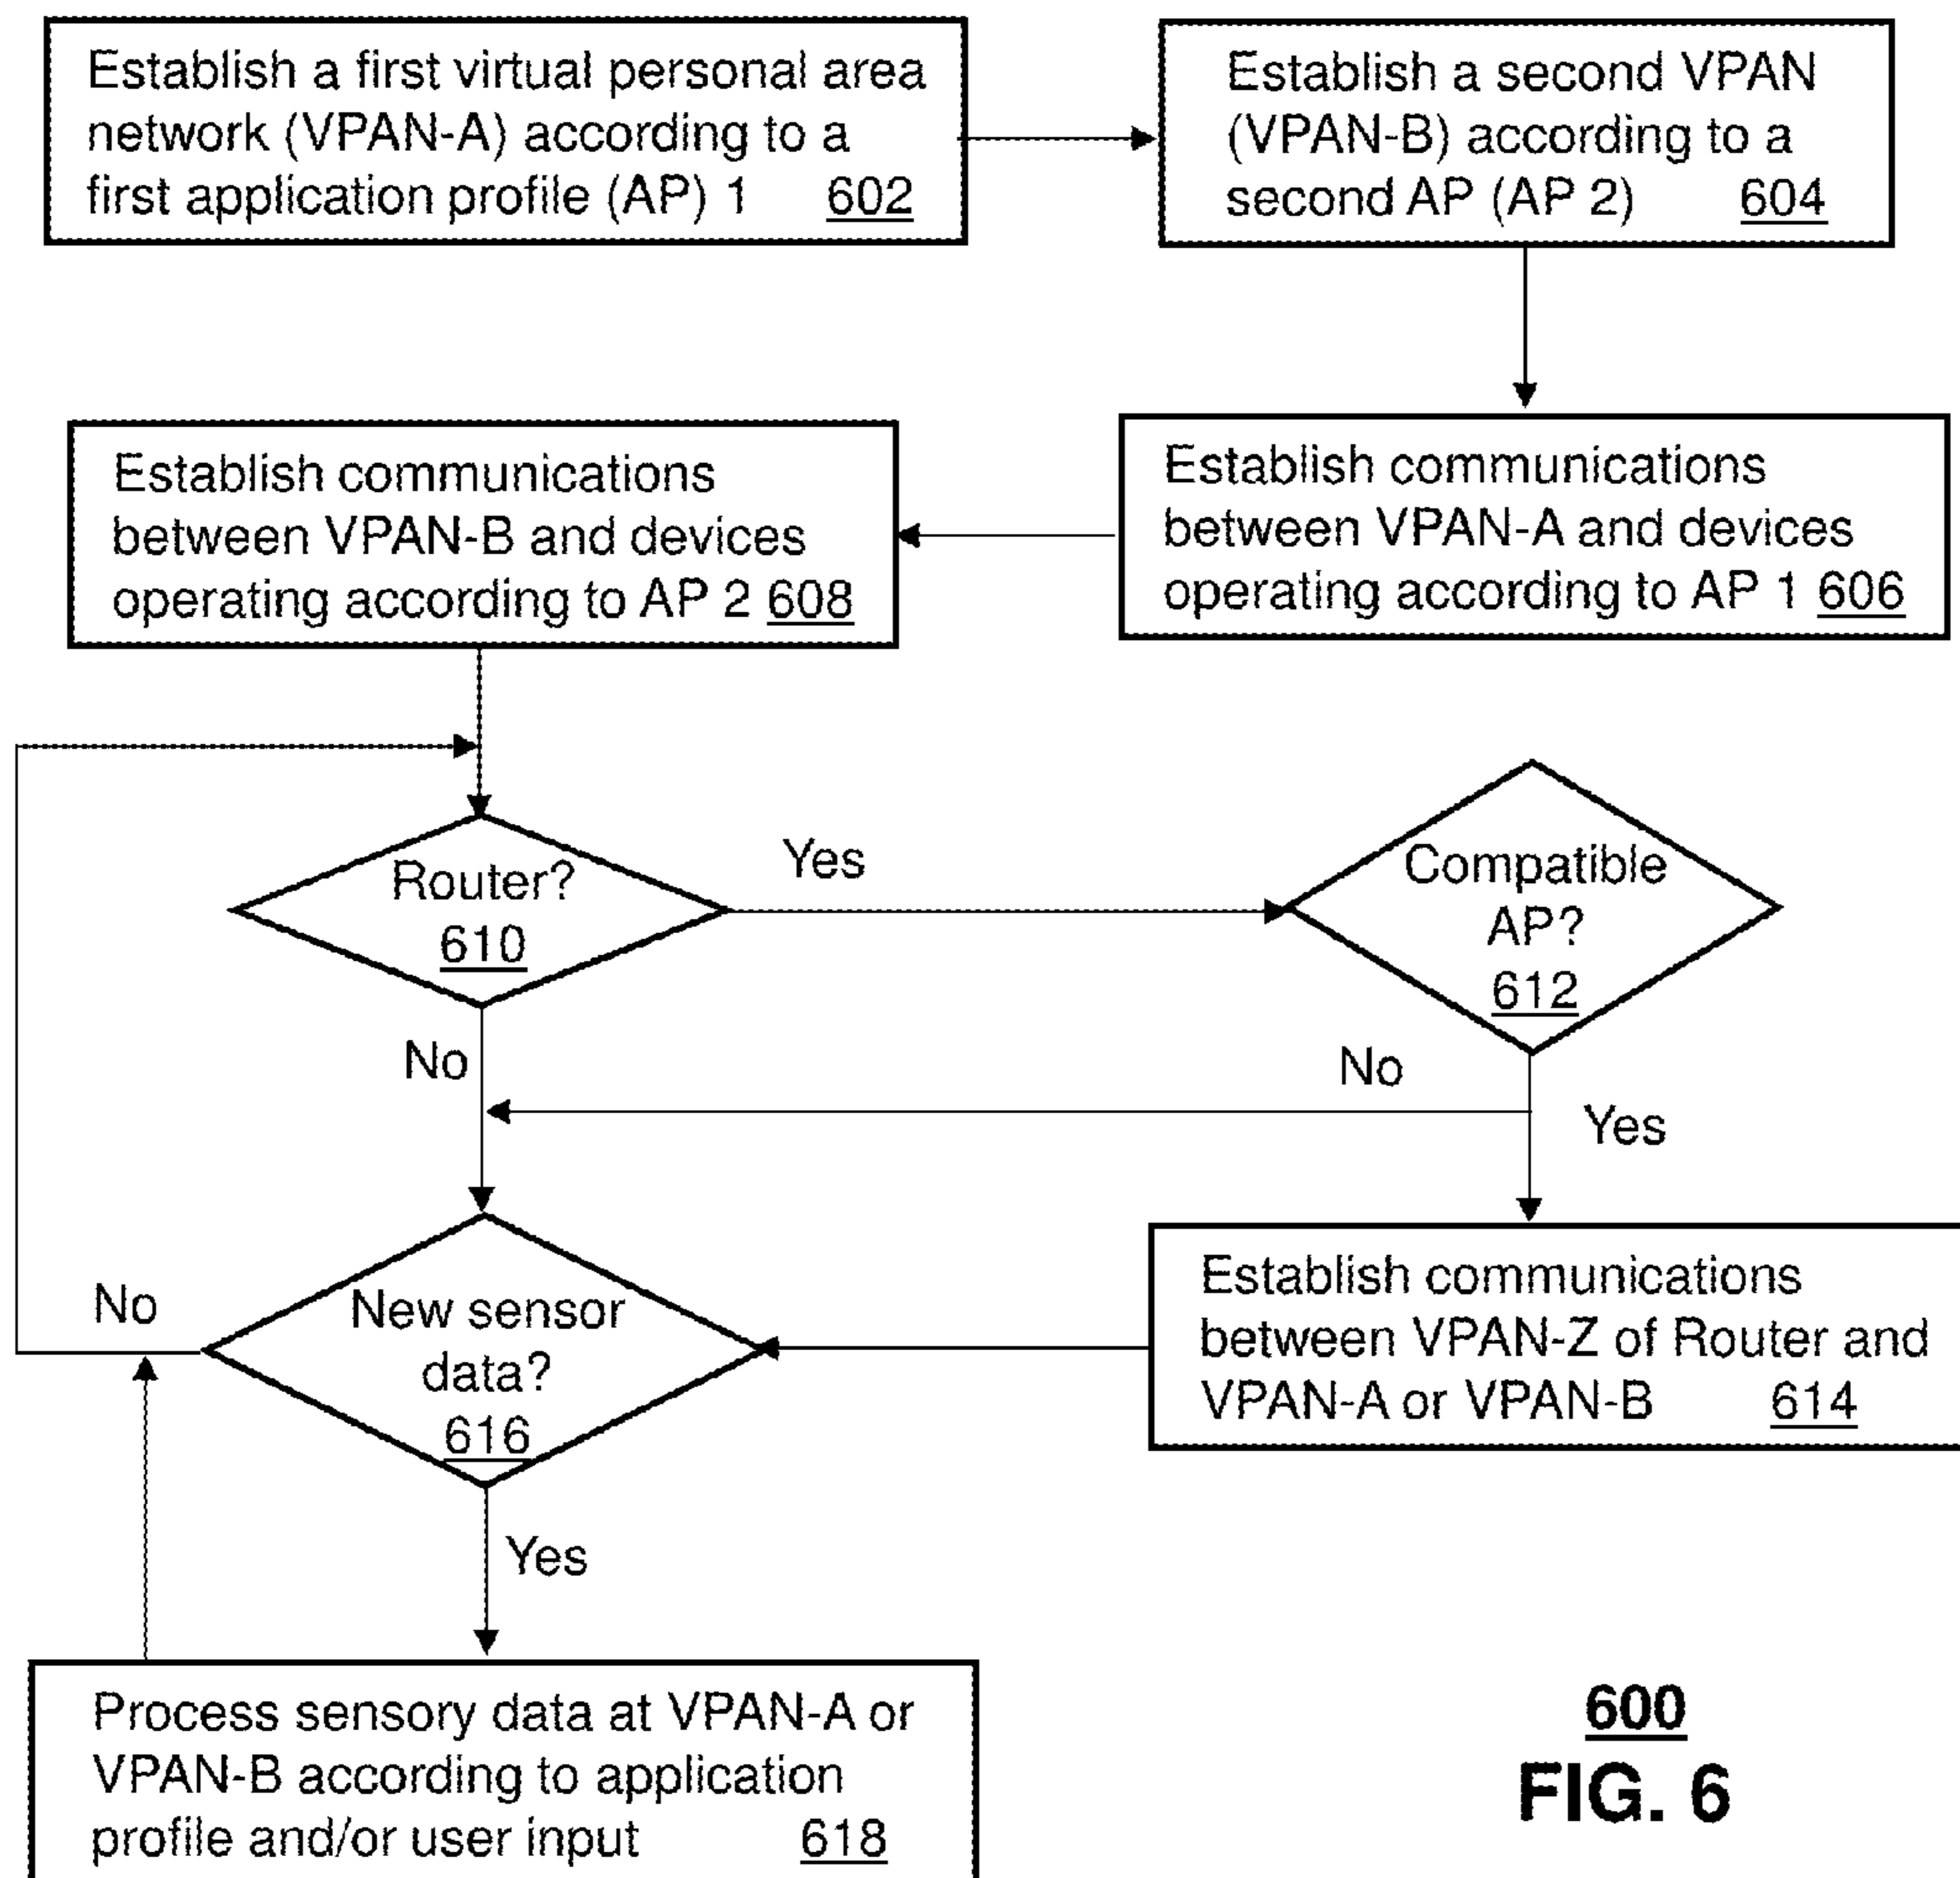 Establish a first virtual personal area
network (VPAN-A) according to a
first application profile (AP) 1 602
Establish a second VPAN
(VPAN-B) according to a
second AP (AP 2) 604
Establish communications
between VPAN-B and devices
operating according to AP 2 608
Establish communications
between VPAN-A and devices
operating according to AP 1 606
Router?
610
Yes
Compatible
AP?
612
No
No
Yes
New sensor
data?
616
No
Establish communications
between VPAN-Z of Router and
VPAN-A or VPAN-B 614
Yes
Process sensory data at VPAN-A or
VPAN-B according to application
profile and/or user input 618
600
FIG. 6